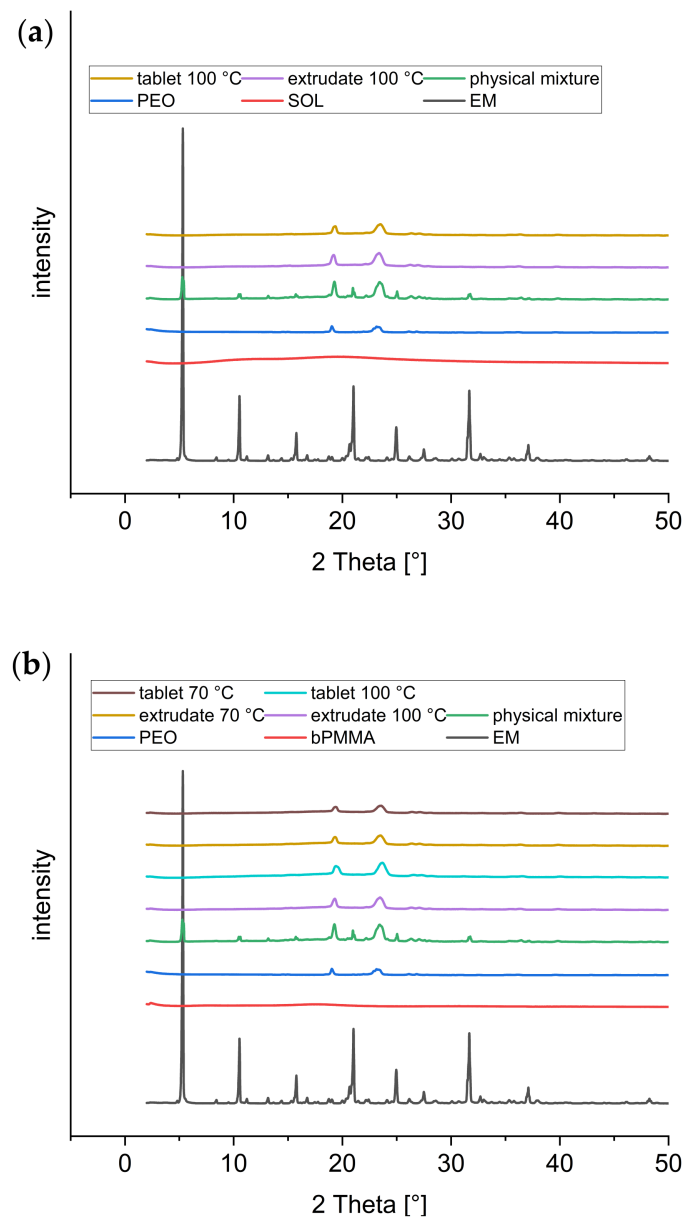 (a)
tablet 100 °C extrudate 100 °C physical mixture
PEO SOL EM
intensity
0 10 20 30 40 50
2 Theta [°]
(b)
tablet 70 °C tablet 100 °C
extrudate 70 °C extrudate 100 °C physical mixture
PEO bPMMA EM
intensity
0 10 20 30 40 50
2 Theta [°]